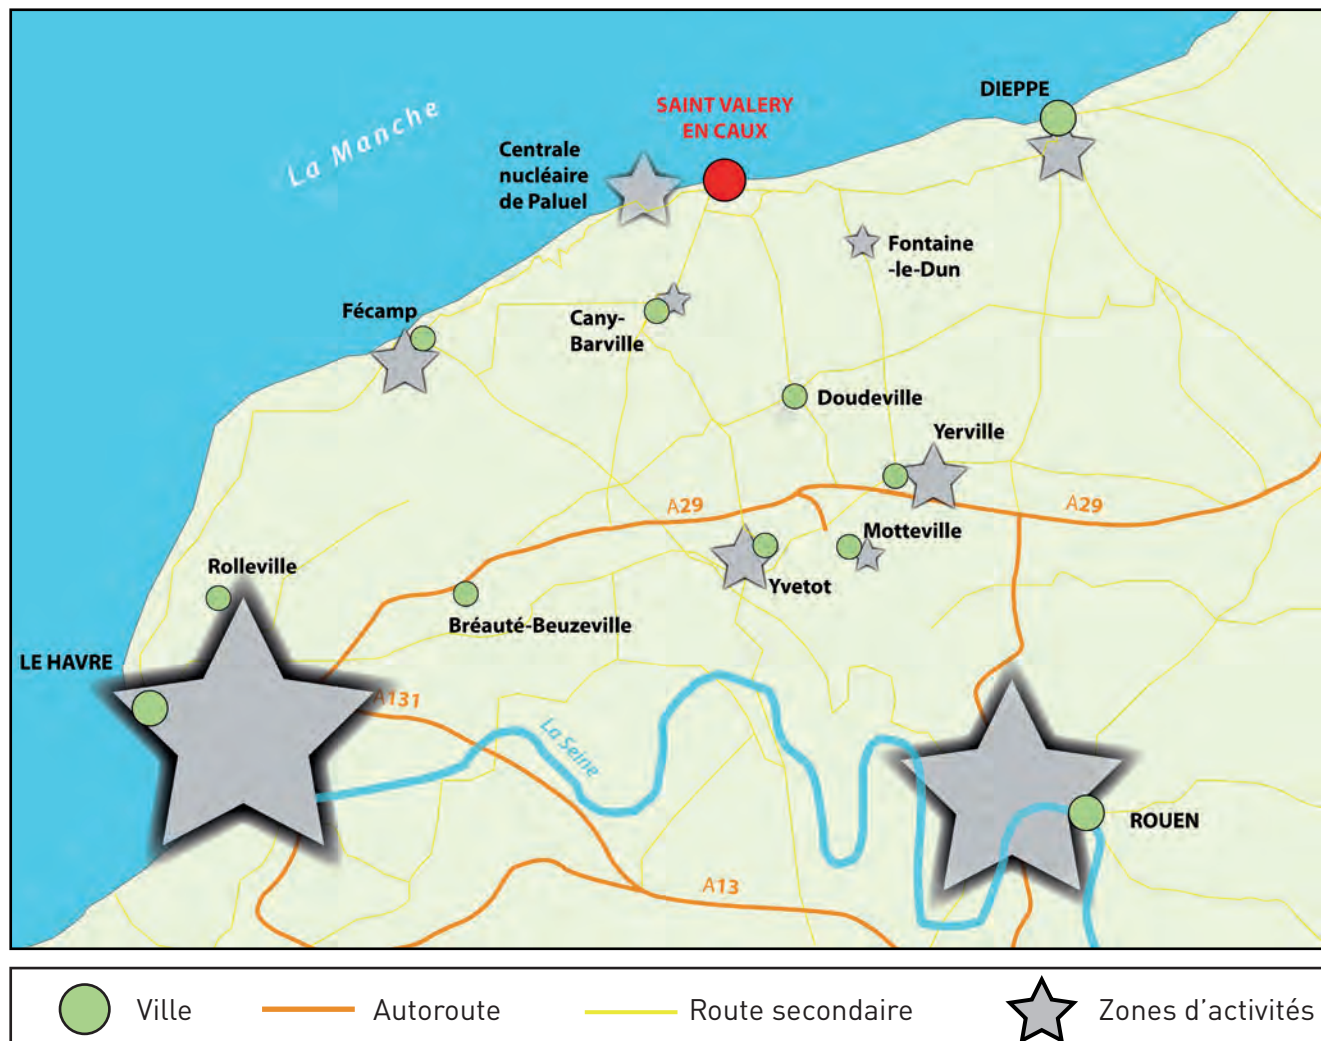 La Manche
SAINT VALERY
EN CAUX
DIEPPE
Centrale
nucléaire
de Paluel
Fontaine
-le-Dun
Fécamp
Cany-
Barville
Doudeville
Yerville
A29
A29
Motteville
Yvetot
Rolleville
Bréauté-Beuzeville
LE HAVRE
A131
La Seine
ROUEN
A13
Ville
Autoroute
Route secondaire
Zones d'activités